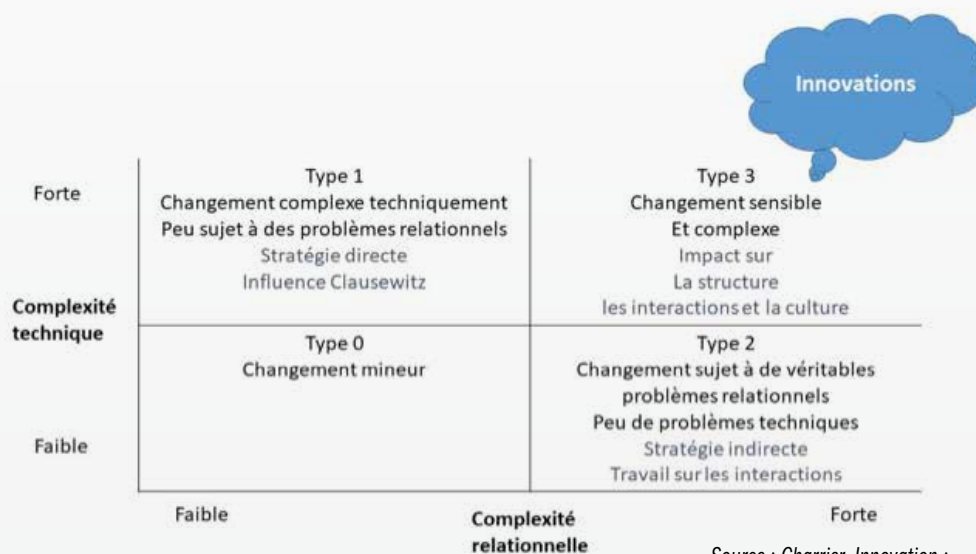 Innovations
Forte
Type 1
Changement complexe techniquement
Peu sujet à des problèmes relationnels
Stratégie directe
Influence Clausewitz
Type 3
Changement sensible
Et complexe
Impact sur
La structure
les interactions et la culture
Complexité
technique
Type 0
Changement mineur
Type 2
Changement sujet à de véritables
problèmes relationnels
Peu de problèmes techniques
Stratégie indirecte
Travail sur les interactions
Faible
Faible
Complexité
relationnelle
Forte
Source : Charrier, Innovation :